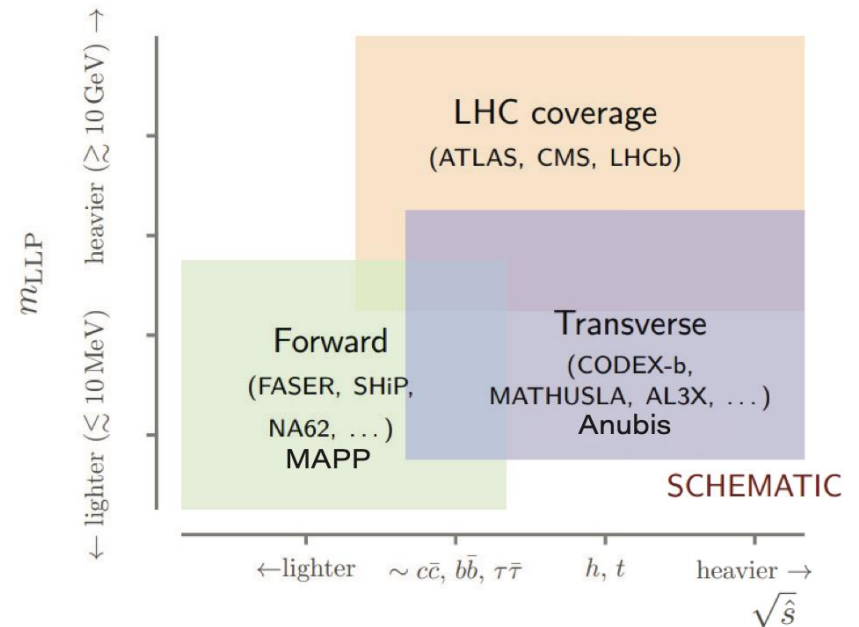 m_LLP
← lighter (≲ 10 MeV)    heavier (≳ 10 GeV) →
LHC coverage
(ATLAS, CMS, LHCb)
Forward
(FASER, SHiP,
NA62, ...)
MAPP
Transverse
(CODEX-b,
MATHUSLA, AL3X, ...)
Anubis
SCHEMATIC
←lighter    ∼ cc̄, bb̄, ττ̄    h, t    heavier →
√ŝ